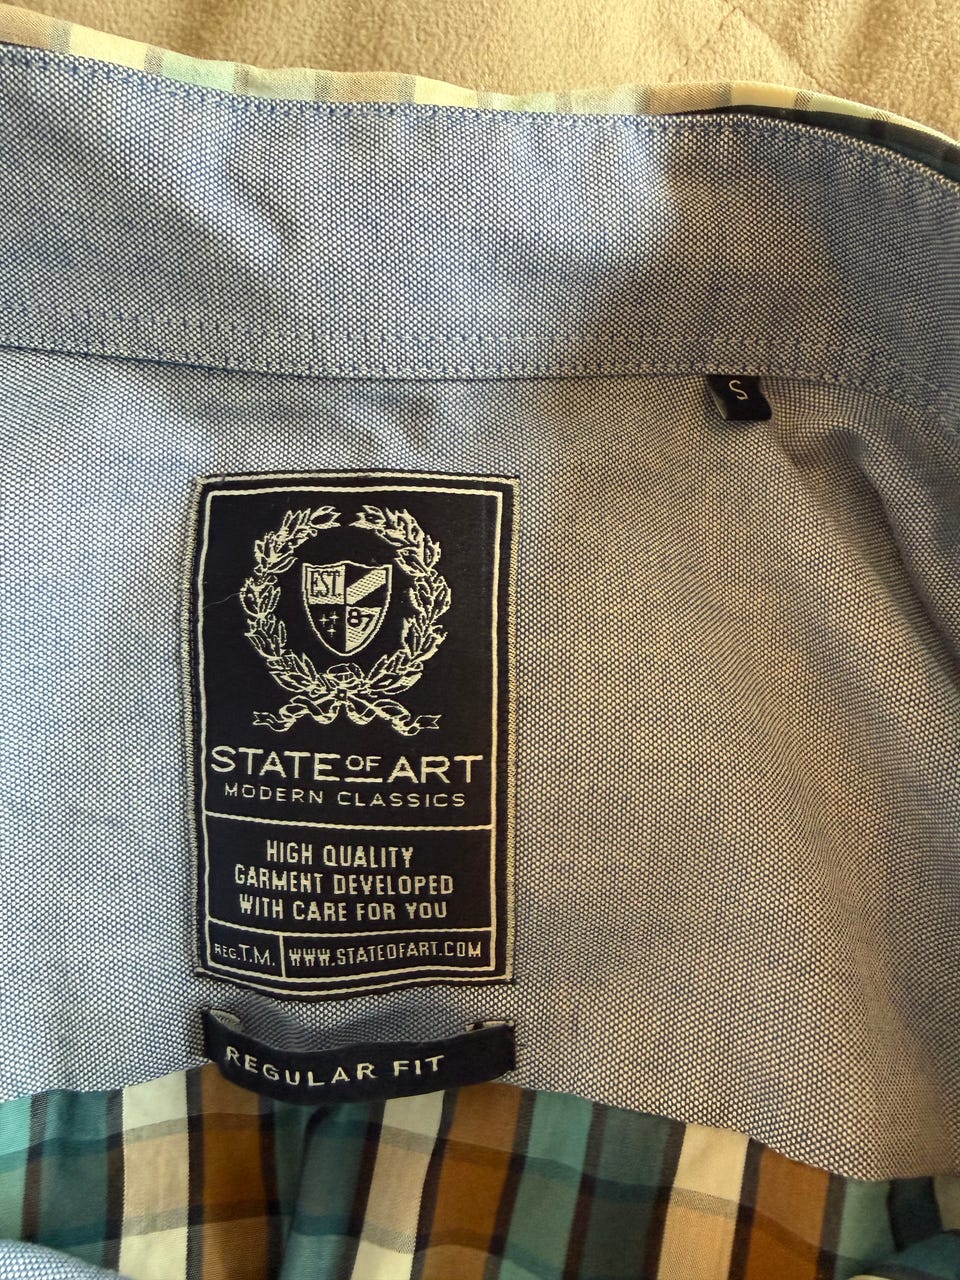 S
EST.
87
STATE OF ART
MODERN CLASSICS
HIGH QUALITY
GARMENT DEVELOPED
WITH CARE FOR YOU
REG.T.M. WWW.STATEOFART.COM
REGULAR FIT